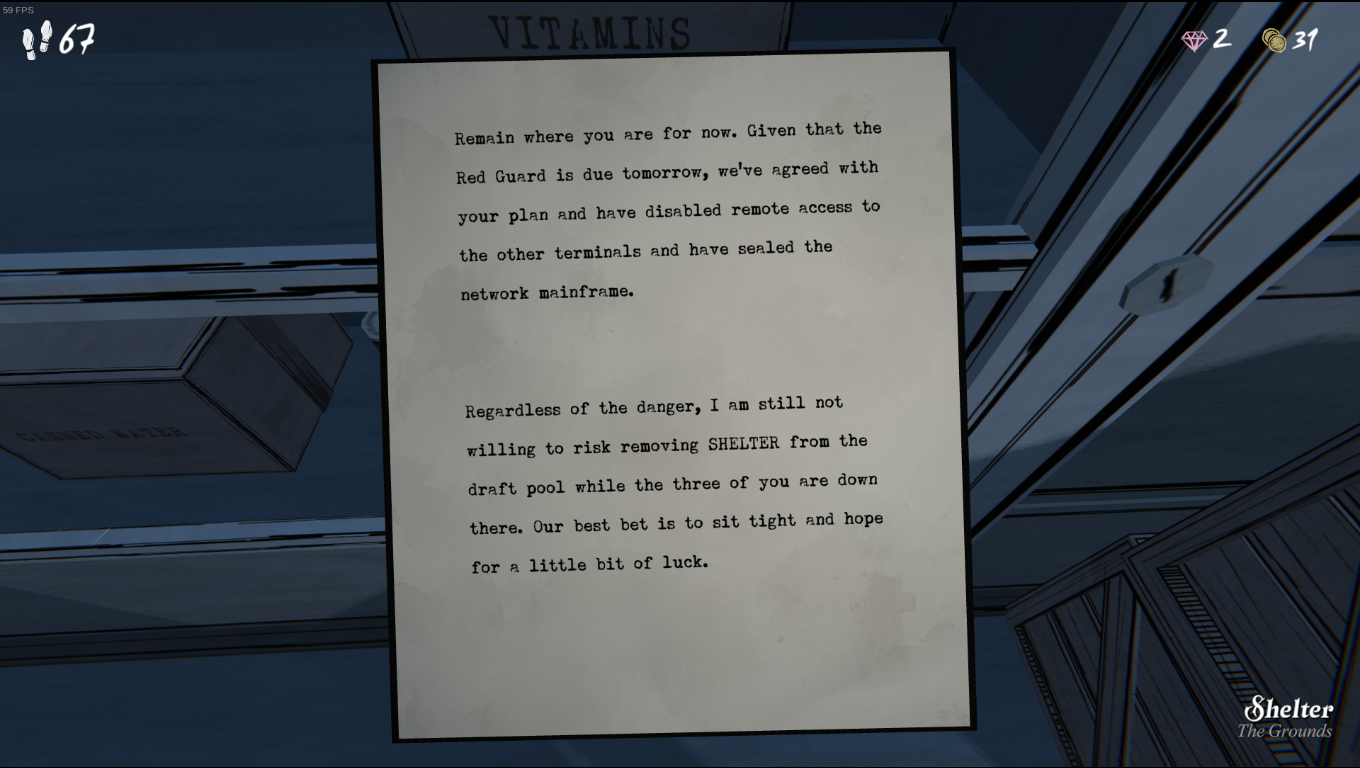 59 FPS
67
VITAMINS
2
31
Remain where you are for now. Given that the
Red Guard is due tomorrow, we've agreed with
your plan and have disabled remote access to
the other terminals and have sealed the
network mainframe.
Regardless of the danger, I am still not
willing to risk removing SHELTER from the
draft pool while the three of you are down
there. Our best bet is to sit tight and hope
for a little bit of luck.
CANNED WATER
Shelter
The Grounds